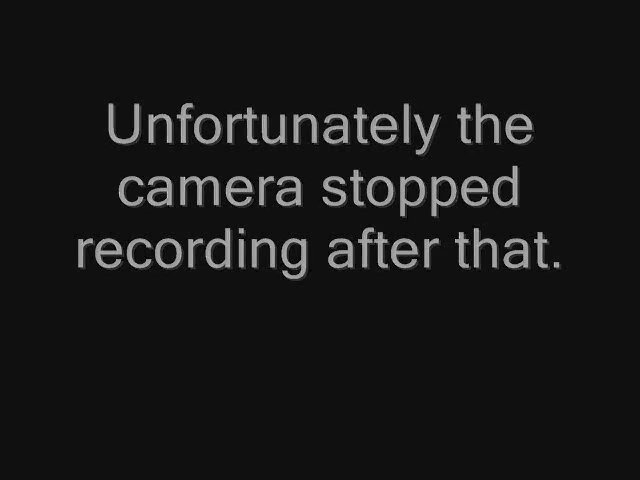 Unfortunately the
camera stopped
recording after that.